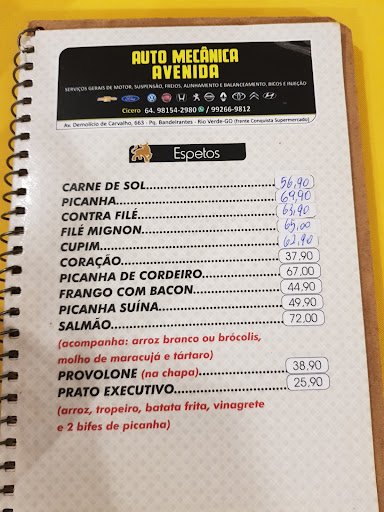 AUTO MECÂNICA
AVENIDA
SERVIÇOS GERAIS DE MOTOR, SUSPENSÃO, FREIOS, ALINHAMENTO E BALANCEAMENTO, BICOS E INJEÇÃO
Cicero 64. 98154-2980 / 99266-9812
Av. Demolicio de Carvalho, 663 - Pq. Bandeirantes - Rio Verde-GO (frente Conquista Supermercado)
Espetos
CARNE DE SOL 56,90
PICANHA 69,90
CONTRA FILÉ 63,90
FILÉ MIGNON 65,00
CUPIM 62,90
CORAÇÃO 37,90
PICANHA DE CORDEIRO 67,00
FRANGO COM BACON 44,90
PICANHA SUÍNA 49,90
SALMÃO 72,00
(acompanha: arroz branco ou brócolis,
molho de maracujá e tártaro)
PROVOLONE (na chapa) 38,90
PRATO EXECUTIVO 25,90
(arroz, tropeiro, batata frita, vinagrete
e 2 bifes de picanha)